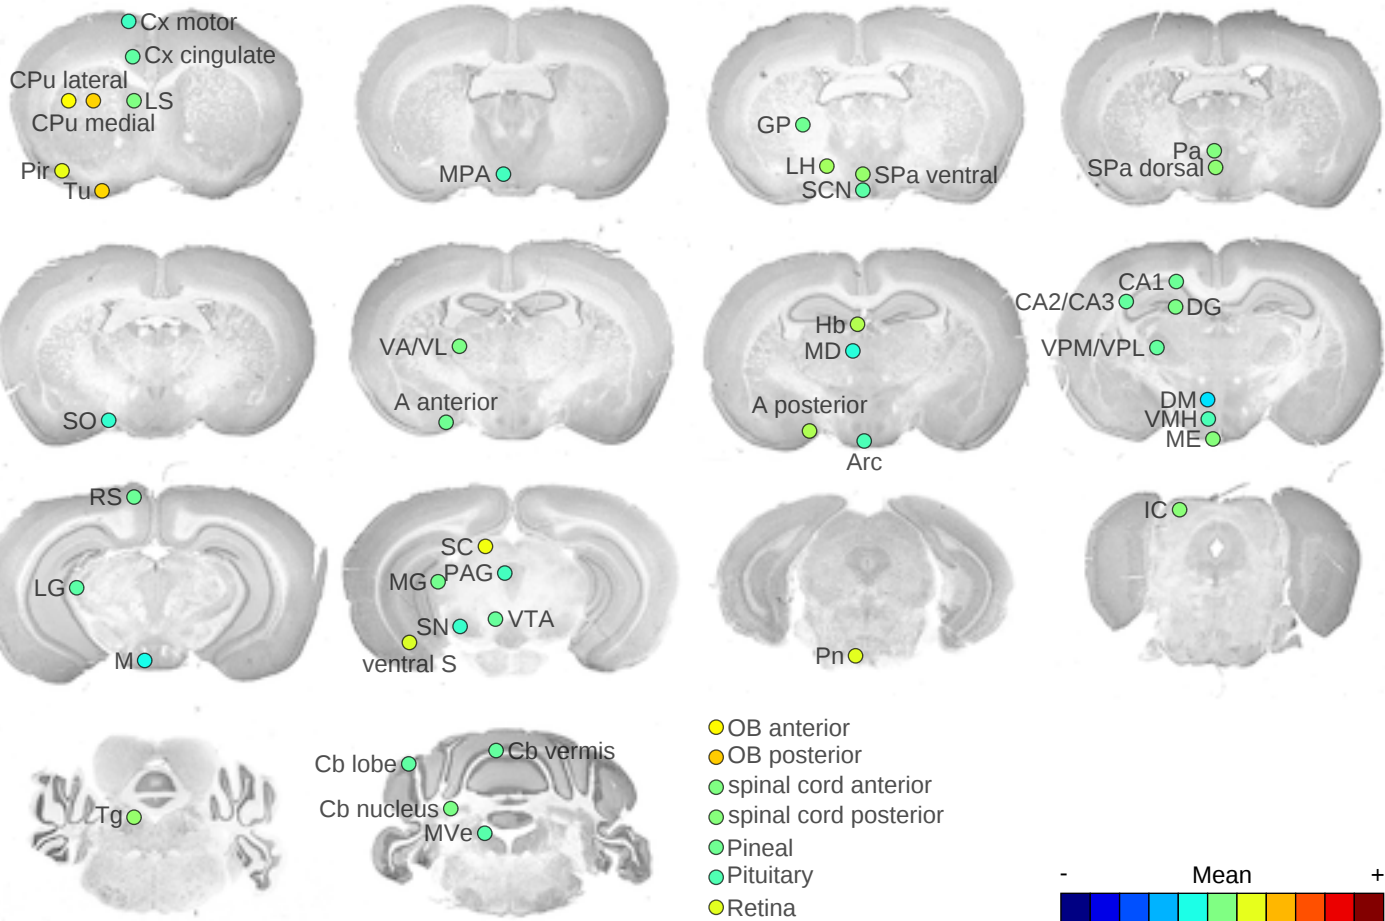 Cx motor
Cx cingulate
CPu lateral
LS
CPu medial
Pir
Tu
MPA
GP
LH
SPa ventral
SCN
Pa
SPa dorsal
SO
VA/VL
A anterior
Hb
MD
A posterior
Arc
CA1
CA2/CA3
DG
VPM/VPL
DM
VMH
ME
RS
LG
M
SC
PAG
MG
VTA
SN
ventral S
Pn
IC
Tg
Cb vermis
Cb lobe
Cb nucleus
MVe
OB anterior
OB posterior
spinal cord anterior
spinal cord posterior
Pineal
Pituitary
Retina
- Mean +